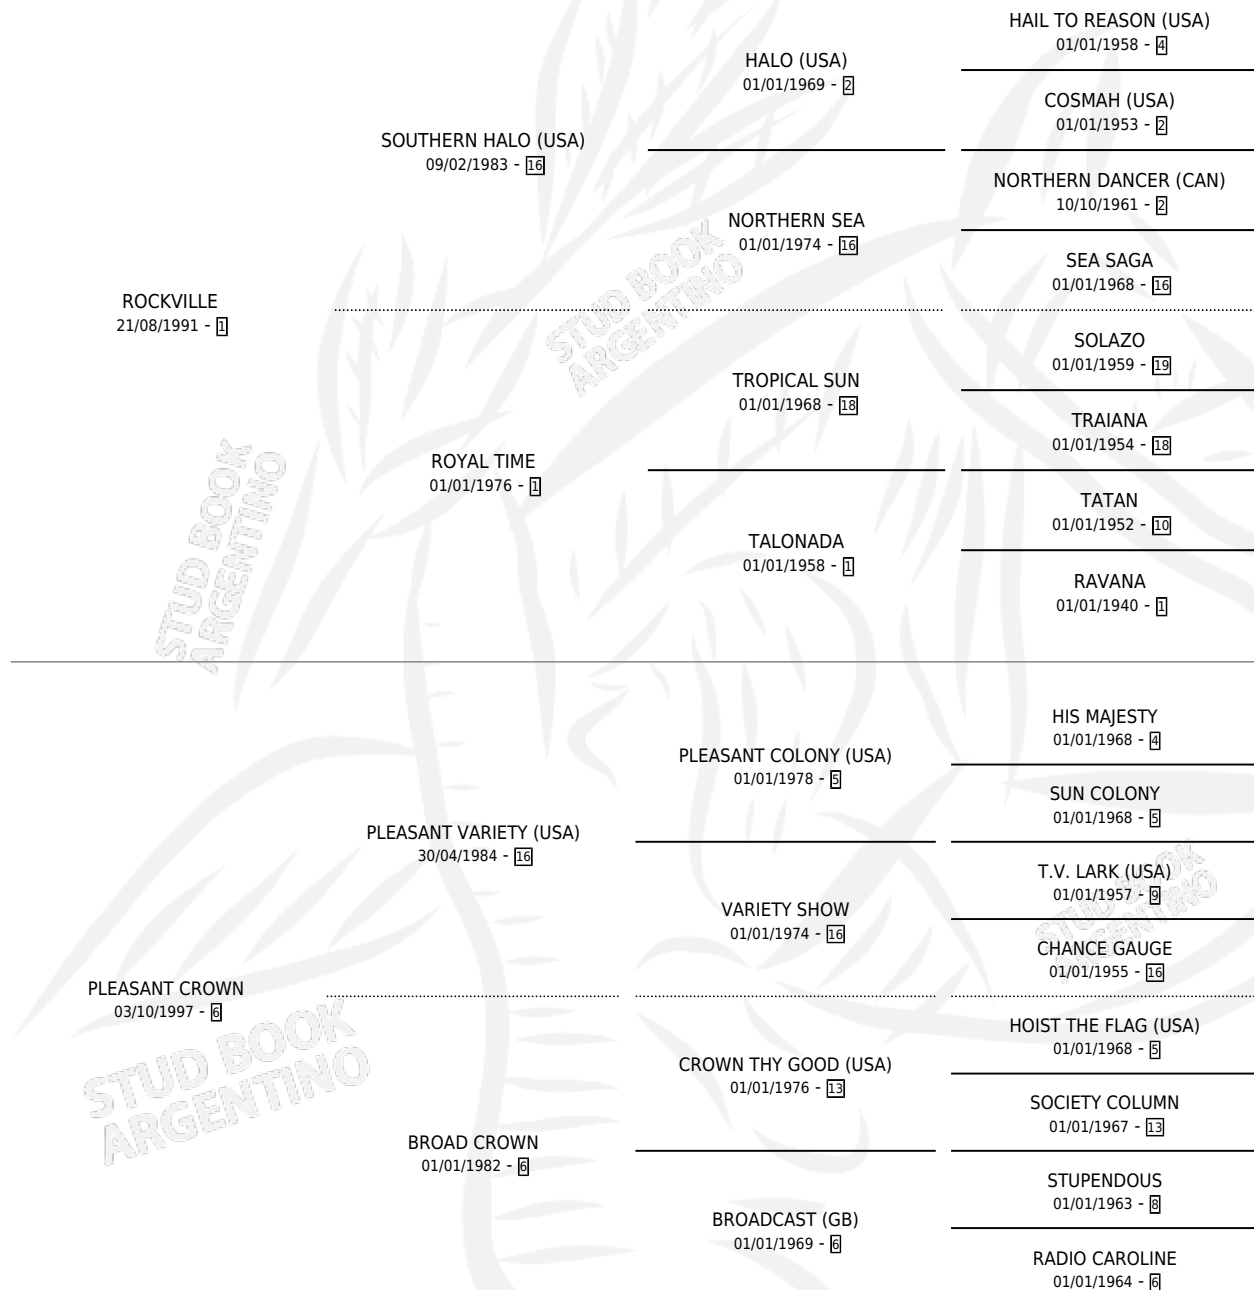 HAIL TO REASON (USA)
01/01/1958 - 4
HALO (USA)
01/01/1969 - 2
COSMAH (USA)
01/01/1953 - 2
SOUTHERN HALO (USA)
09/02/1983 - 16
NORTHERN DANCER (CAN)
10/10/1961 - 2
NORTHERN SEA
01/01/1974 - 16
SEA SAGA
01/01/1968 - 16
ROCKVILLE
21/08/1991 - 1
SOLAZO
01/01/1959 - 19
TROPICAL SUN
01/01/1968 - 18
TRAIANA
01/01/1954 - 18
ROYAL TIME
01/01/1976 - 1
TATAN
01/01/1952 - 10
TALONADA
01/01/1958 - 1
RAVANA
01/01/1940 - 1
HIS MAJESTY
01/01/1968 - 4
PLEASANT COLONY (USA)
01/01/1978 - 5
SUN COLONY
01/01/1968 - 5
PLEASANT VARIETY (USA)
30/04/1984 - 16
T.V. LARK (USA)
01/01/1957 - 9
VARIETY SHOW
01/01/1974 - 16
CHANCE GAUGE
01/01/1955 - 16
PLEASANT CROWN
03/10/1997 - 6
HOIST THE FLAG (USA)
01/01/1968 - 5
CROWN THY GOOD (USA)
01/01/1976 - 13
SOCIETY COLUMN
01/01/1967 - 13
BROAD CROWN
01/01/1982 - 6
STUPENDOUS
01/01/1963 - 8
BROADCAST (GB)
01/01/1969 - 6
RADIO CAROLINE
01/01/1964 - 6
STUD BOOK
ARGENTINO
STUD BOOK
ARGENTINO
STUD BOOK
ARGENTINO
STUD BOOK
ARGENTINO